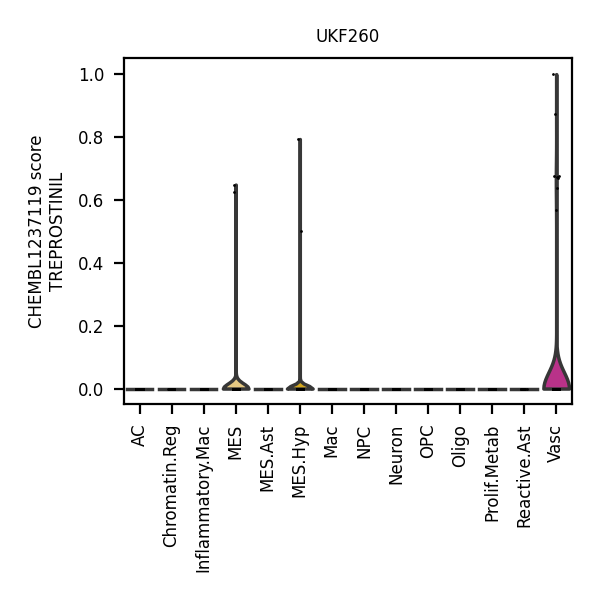 UKF260
CHEMBL1237119 score
TREPROSTINIL
1.0
0.8
0.6
0.4
0.2
0.0
AC
Chromatin.Reg
Inflammatory.Mac
MES
MES.Ast
MES.Hyp
Mac
NPC
Neuron
OPC
Oligo
Prolif.Metab
Reactive.Ast
Vasc